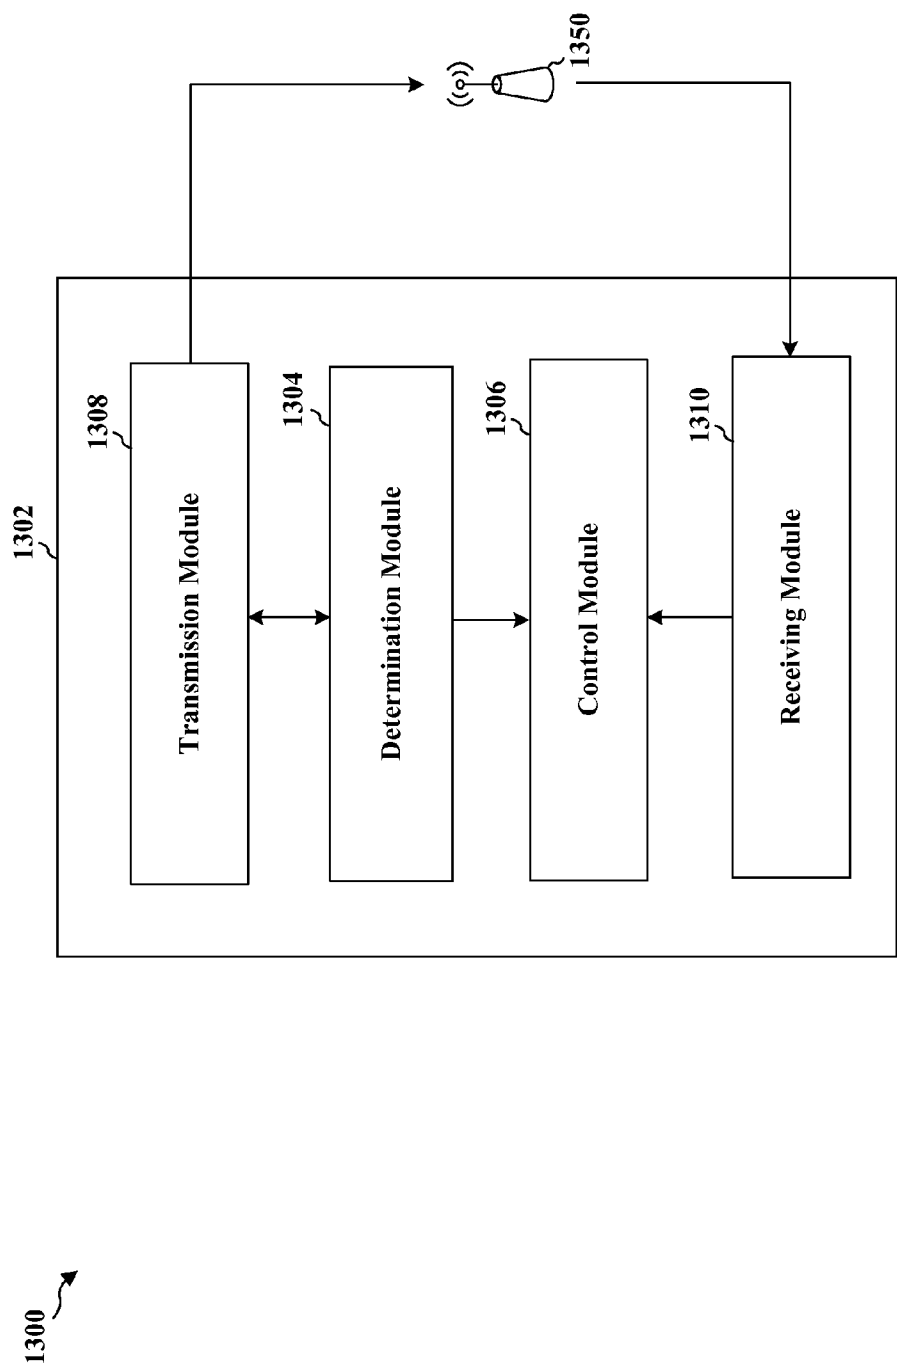 1300
1302
1308
Transmission Module
1304
Determination Module
1306
Control Module
1310
Receiving Module
1350